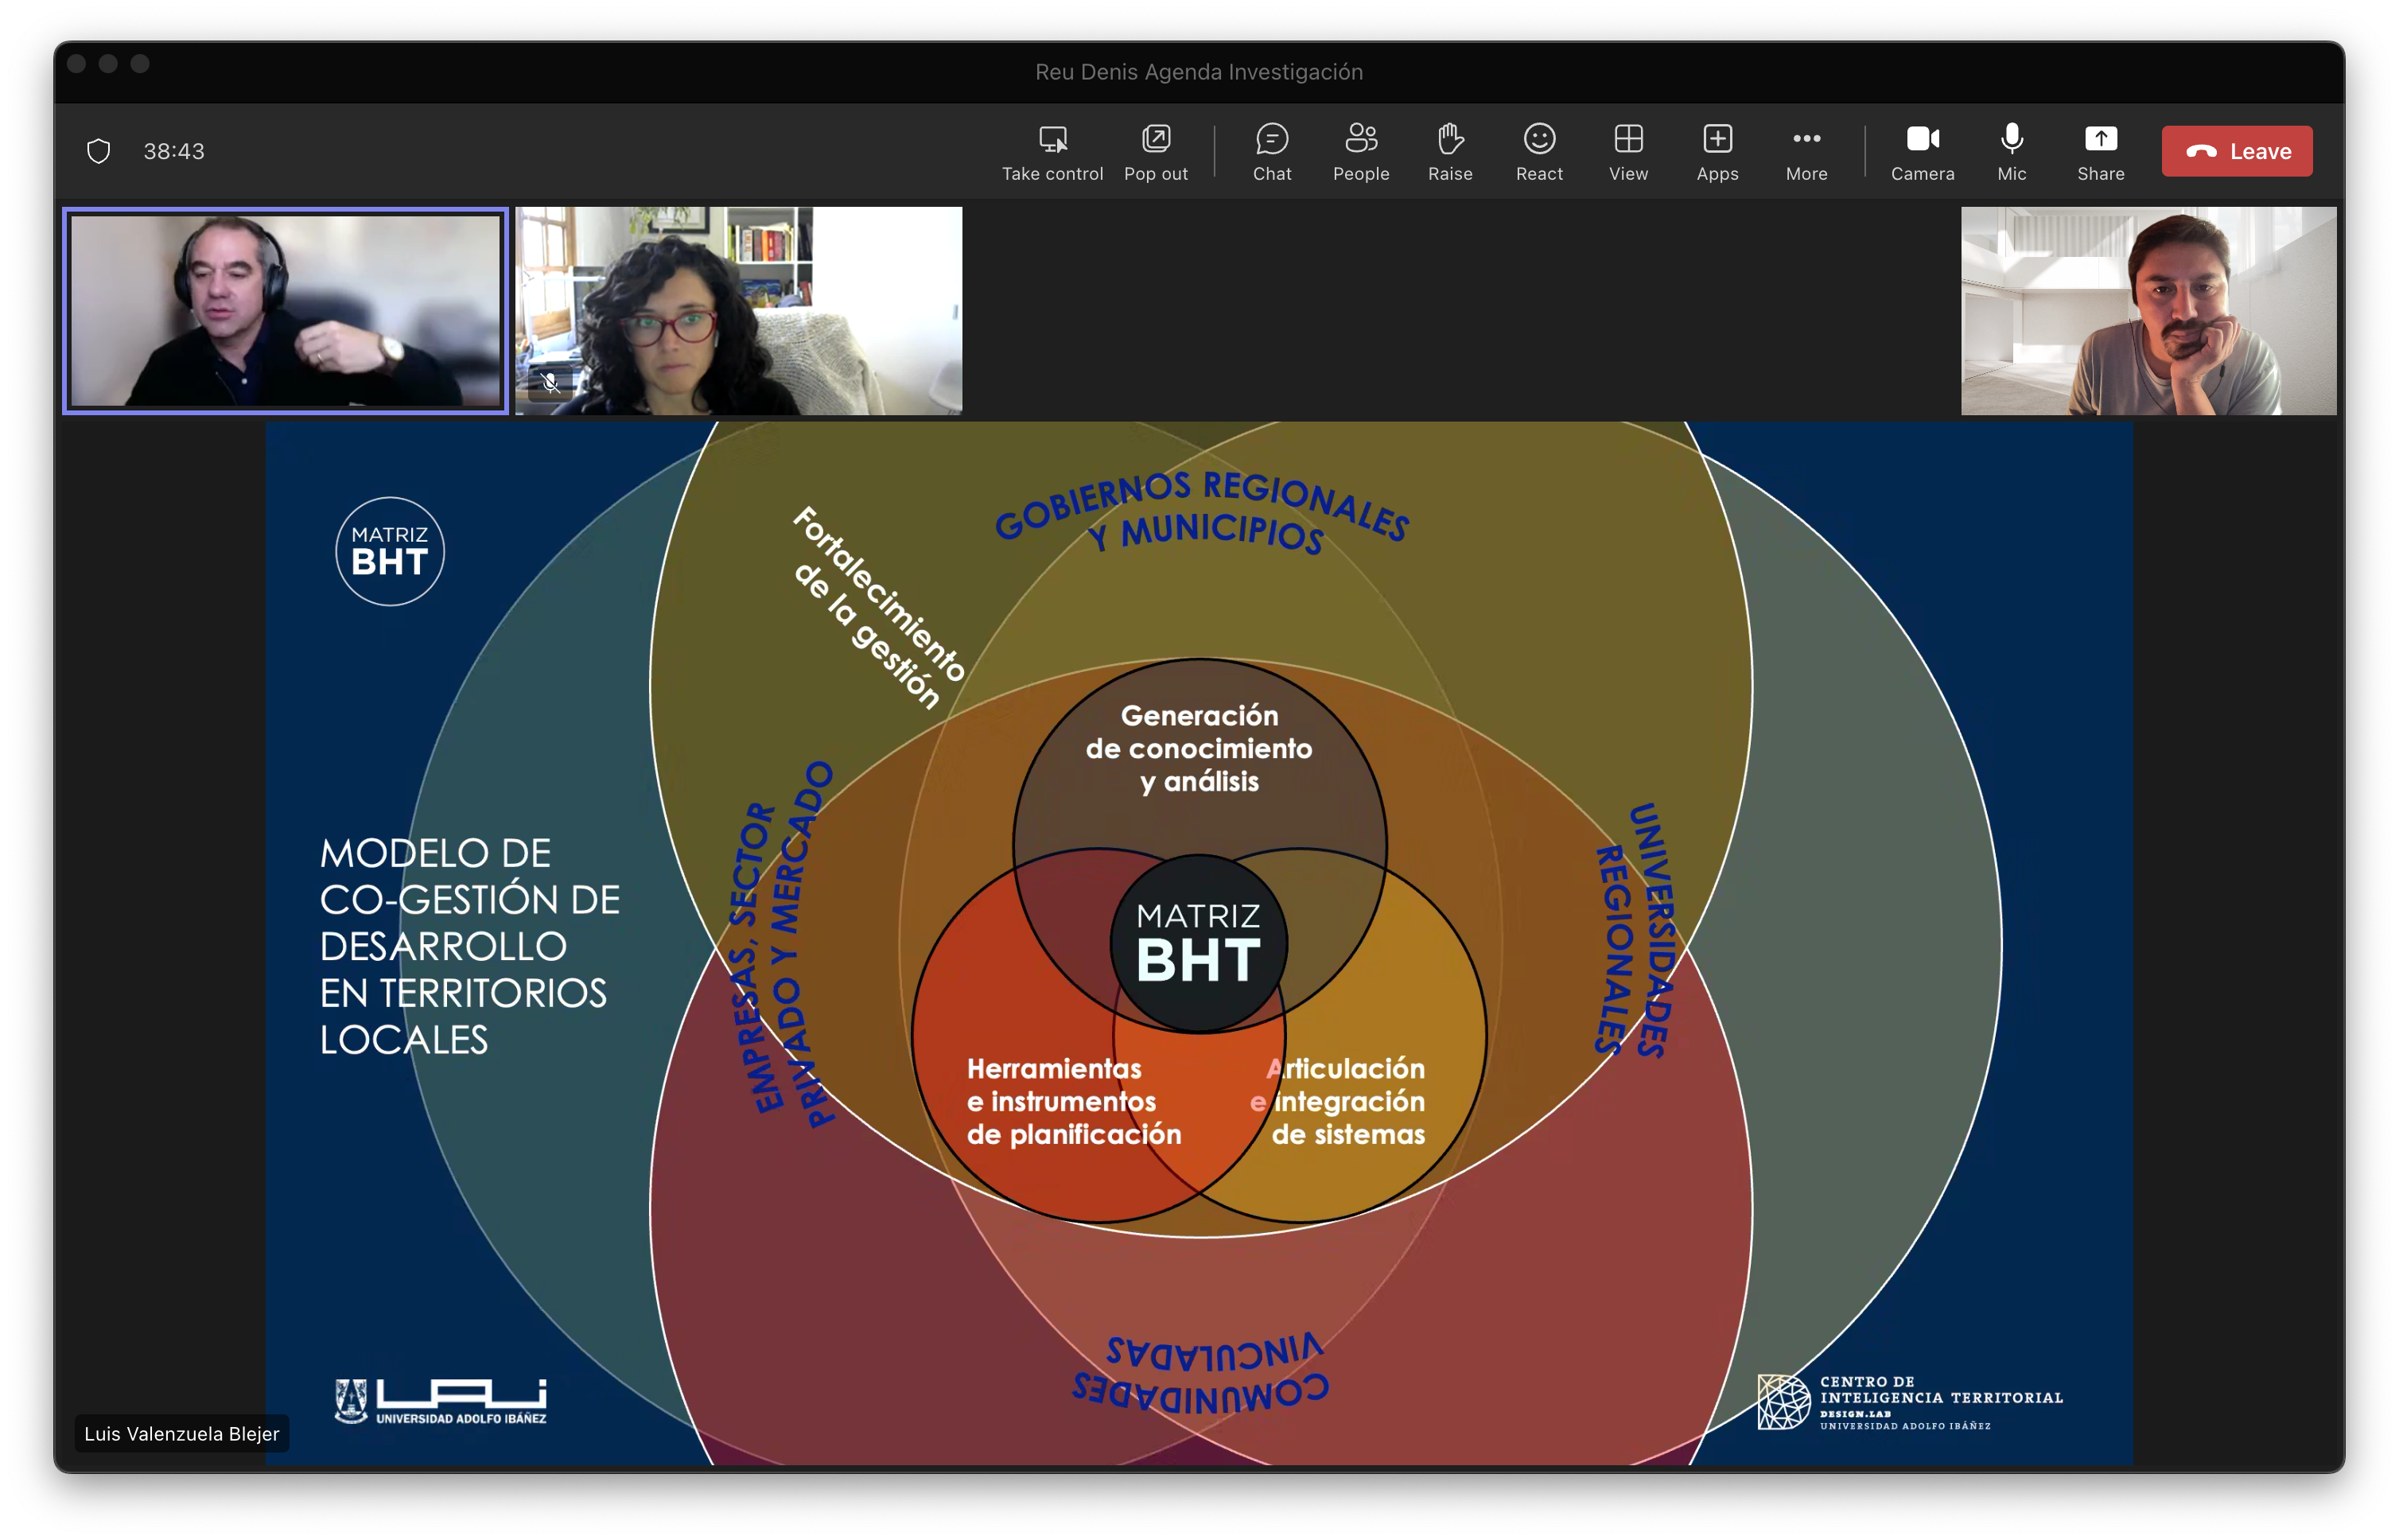 Reu Denis Agenda Investigación
38:43
Take control
Pop out
Chat
People
Raise
React
View
Apps
More
Camera
Mic
Share
Leave
MATRIZ
BHT
GOBIERNOS REGIONALES
Y MUNICIPIOS
Fortalecimiento
de la gestión
Generación
de conocimiento
y análisis
EMPRESAS, SECTOR
PRIVADO Y MERCADO
UNIVERSIDADES
REGIONALES
MODELO DE
CO-GESTIÓN DE
DESARROLLO
EN TERRITORIOS
LOCALES
MATRIZ
BHT
Herramientas
e instrumentos
de planificación
Articulación
e integración
de sistemas
COMUNIDADES
VINCULADAS
UAI
UNIVERSIDAD ADOLFO IBÁÑEZ
CENTRO DE
INTELIGENCIA TERRITORIAL
DESIGN.LAB
UNIVERSIDAD ADOLFO IBÁÑEZ
Luis Valenzuela Blejer